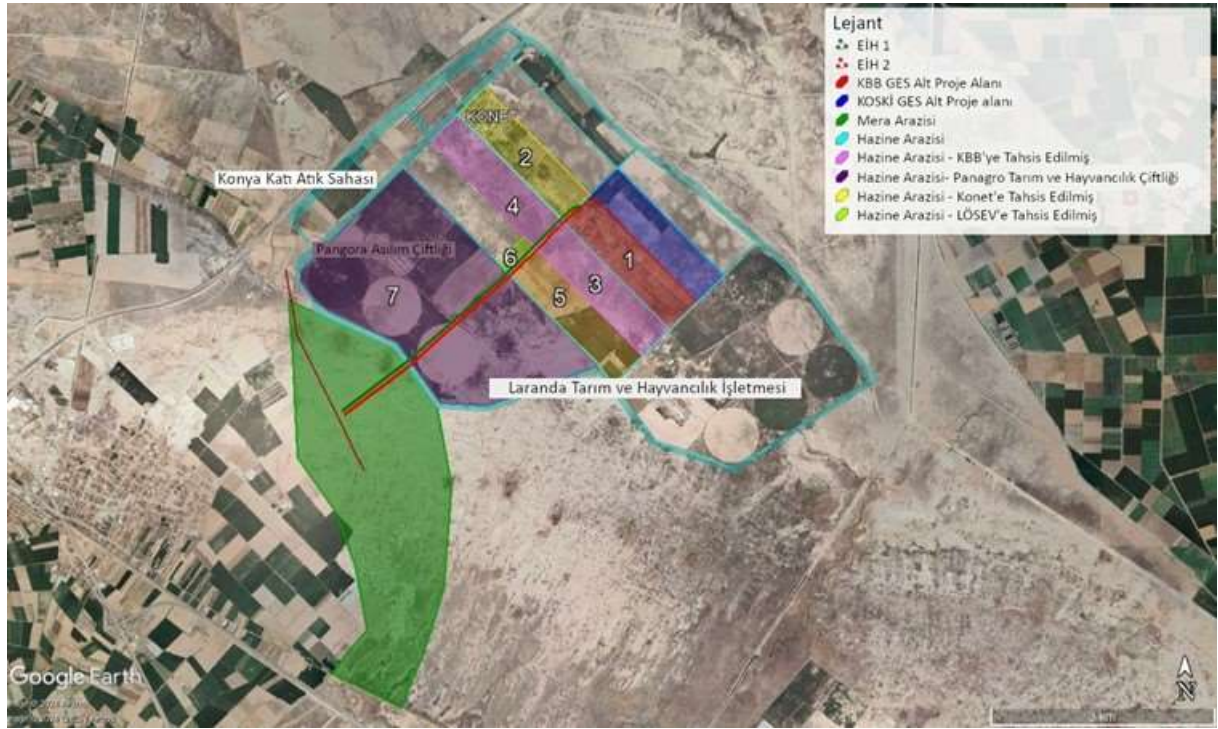 Lejant
EİH 1
EİH 2
KBB GES Alt Proje Alanı
KOSKİ GES Alt Proje alanı
Mera Arazisi
Hazine Arazisi
Hazine Arazisi - KBB'ye Tahsis Edilmiş
Hazine Arazisi- Panagro Tarım ve Hayvancılık Çiftliği
Hazine Arazisi - Konet'e Tahsis Edilmiş
Hazine Arazisi - LÖSEV'e Tahsis Edilmiş
KONET
2
Konya Katı Atık Sahası
4
Pangora Asılım Çiftliği
6
1
3
5
7
Laranda Tarım ve Hayvancılık İşletmesi
Google Earth
N
3 km